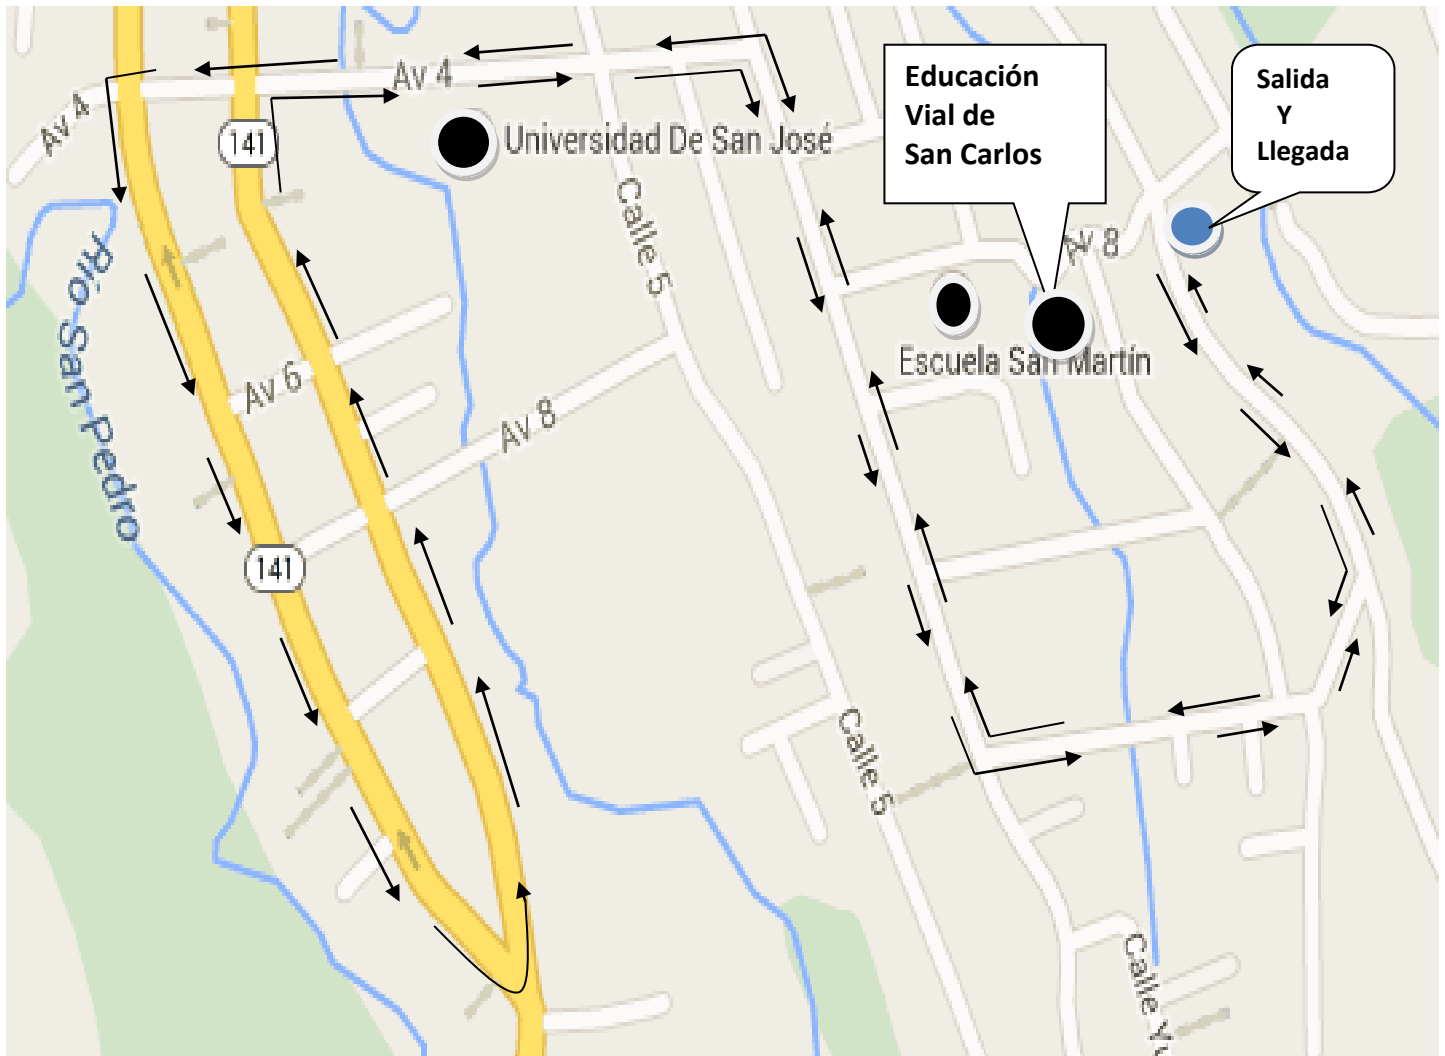 Av 4
Av 4
141
Universidad De San José
Educación
Vial de
San Carlos
Salida
Y
Llegada
Calle 5
Av 8
Río San Pedro
Escuela San Martín
Av 6
Av 8
141
Calle 5
Calle